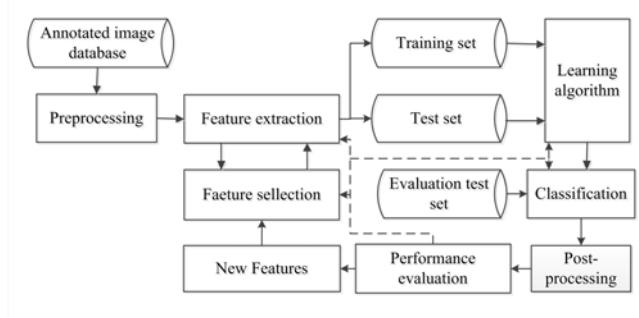 Annotated image
database
Training set
Learning
algorithm
Preprocessing
Feature extraction
Test set
Faeture sellection
Evaluation test
set
Classification
New Features
Performance
evaluation
Post-
processing